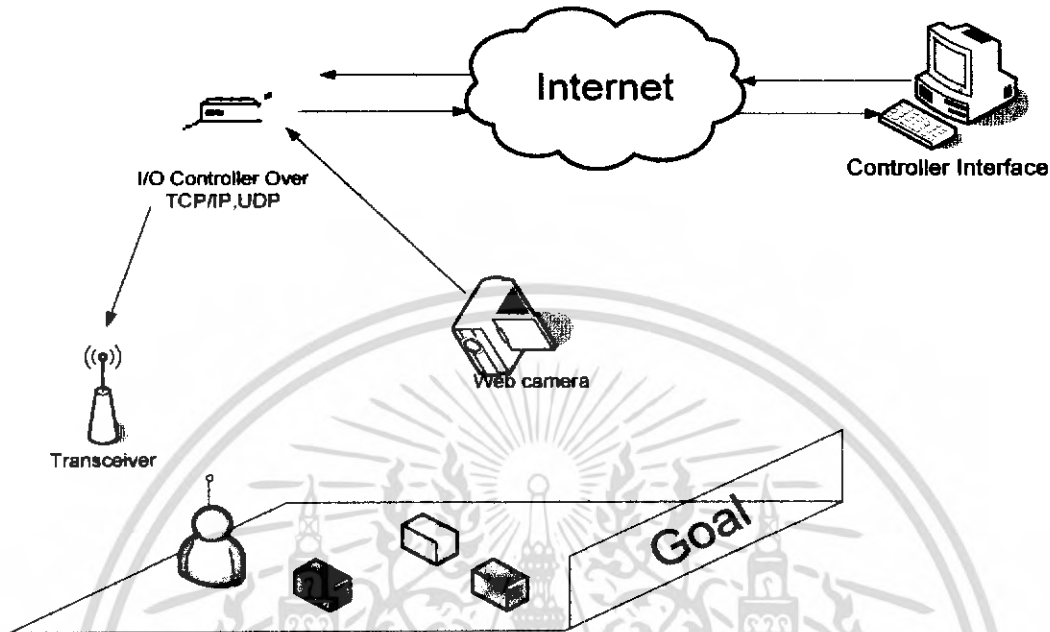 Internet
Controller Interface
I/O Controller Over
TCP/IP,UDP
Web camera
Transceiver
Goal